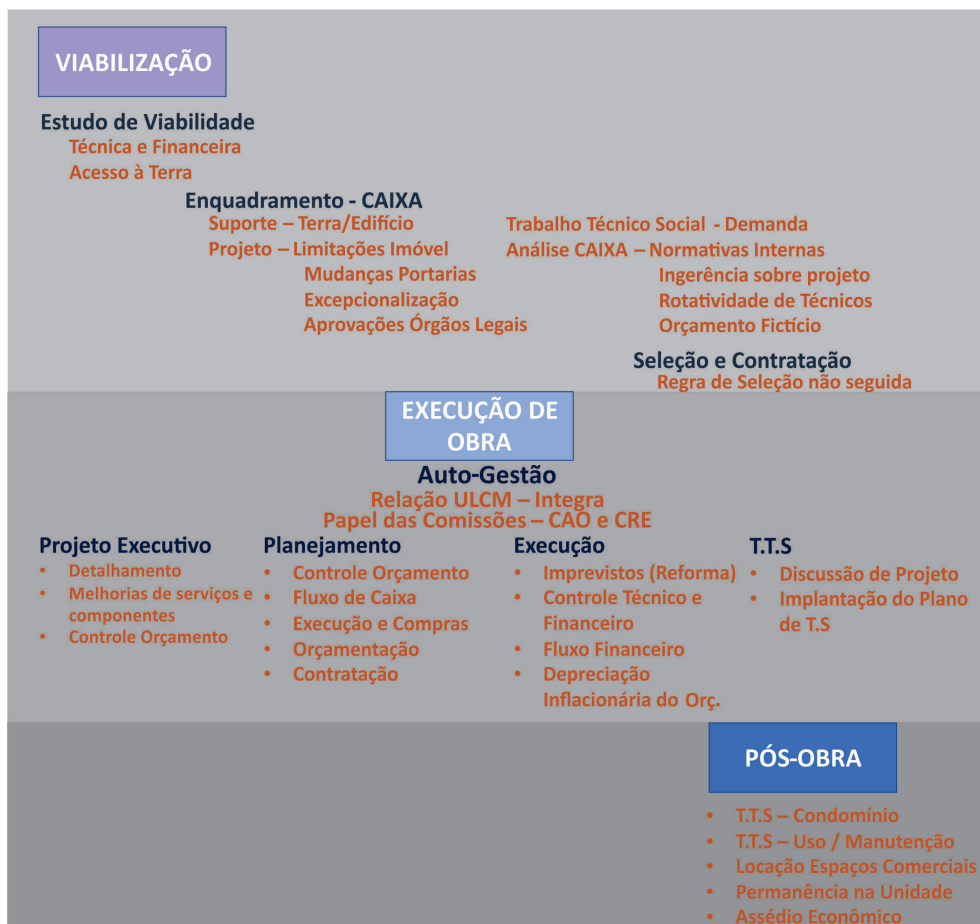 VIABILIZAÇÃO
Estudo de Viabilidade
Técnica e Financeira
Acesso à Terra
Enquadramento - CAIXA
Suporte – Terra/Edifício
Projeto – Limitações Imóvel
Mudanças Portarias
Excepcionalização
Aprovações Órgãos Legais
Trabalho Técnico Social - Demanda
Análise CAIXA – Normativas Internas
Ingerência sobre projeto
Rotatividade de Técnicos
Orçamento Fictício
Seleção e Contratação
Regra de Seleção não seguida
EXECUÇÃO DE
OBRA
Auto-Gestão
Relação ULCM – Integra
Papel das Comissões – CAO e CRE
Projeto Executivo
• Detalhamento
• Melhorias de serviços e
componentes
• Controle Orçamento
Planejamento
• Controle Orçamento
• Fluxo de Caixa
• Execução e Compras
• Orçamentação
• Contratação
Execução
• Imprevistos (Reforma)
• Controle Técnico e
Financeiro
• Fluxo Financeiro
• Depreciação
Inflacionária do Orç.
T.T.S
• Discussão de Projeto
• Implantação do Plano
de T.S
PÓS-OBRA
• T.T.S – Condomínio
• T.T.S – Uso / Manutenção
• Locação Espaços Comerciais
• Permanência na Unidade
• Assédio Econômico